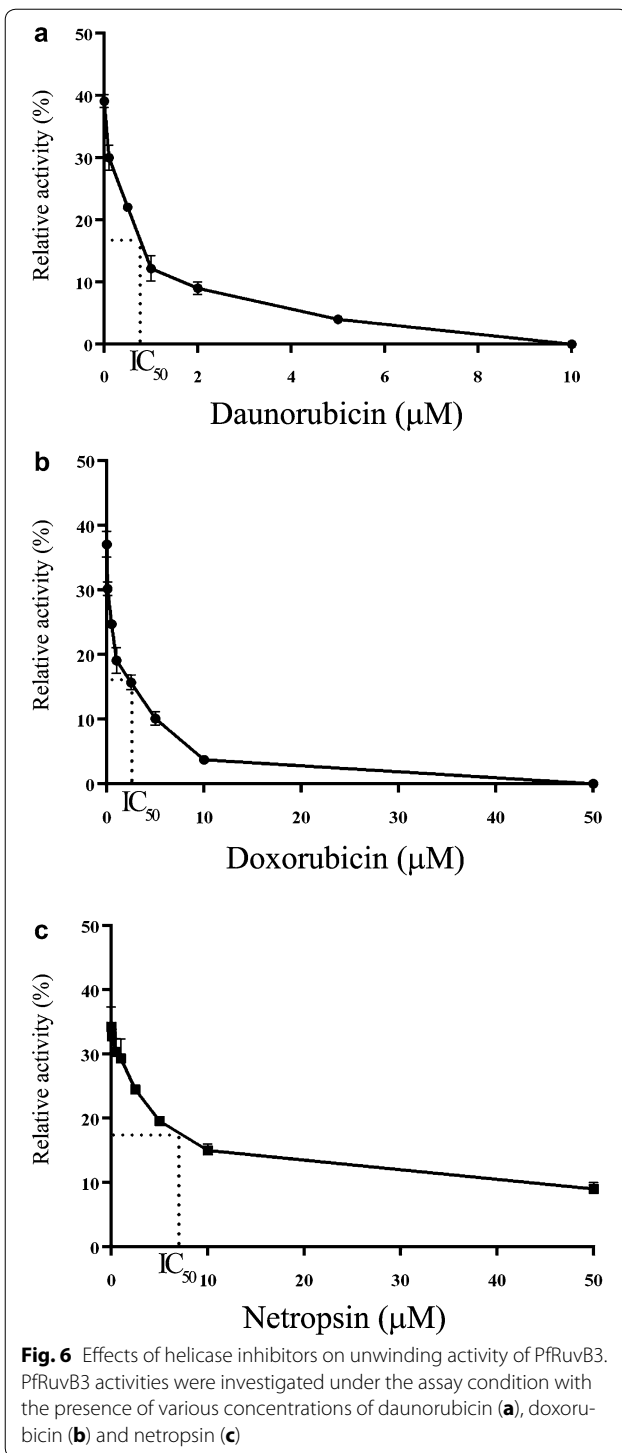 a
50
40
30
20
10
0
Relative activity (%)
IC50
0 2 4 6 8 10
Daunorubicin (μM)
b
50
40
30
20
10
0
Relative activity (%)
IC50
0 10 20 30 40 50
Doxorubicin (μM)
c
50
40
30
20
10
0
Relative activity (%)
IC50
0 10 20 30 40 50
Netropsin (μM)
Fig. 6 Effects of helicase inhibitors on unwinding activity of PfRuvB3.
PfRuvB3 activities were investigated under the assay condition with
the presence of various concentrations of daunorubicin (a), doxoru-
bicin (b) and netropsin (c)